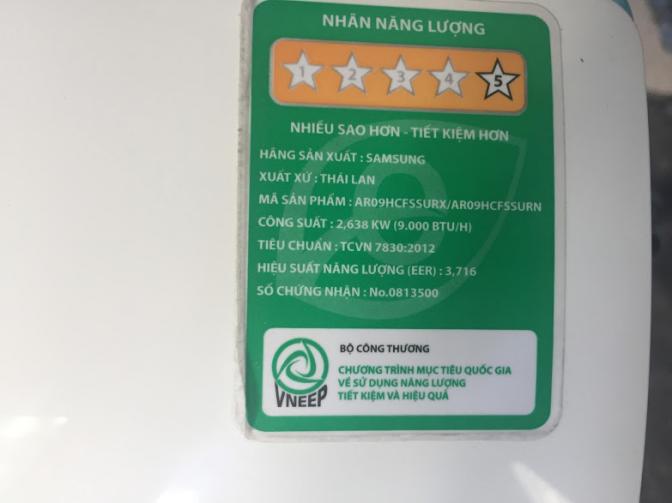 NHÃN NĂNG LƯỢNG
1 2 3 4 5
NHIỀU SAO HƠN - TIẾT KIỆM HƠN
HÃNG SẢN XUẤT : SAMSUNG
XUẤT XỨ : THÁI LAN
MÃ SẢN PHẨM : AR09HCFSSURX/AR09HCFSSURN
CÔNG SUẤT : 2,638 KW (9.000 BTU/H)
TIÊU CHUẨN : TCVN 7830:2012
HIỆU SUẤT NĂNG LƯỢNG (EER) : 3,716
SỐ CHỨNG NHẬN : No.0813500
BỘ CÔNG THƯƠNG
CHƯƠNG TRÌNH MỤC TIÊU QUỐC GIA
VỀ SỬ DỤNG NĂNG LƯỢNG
TIẾT KIỆM VÀ HIỆU QUẢ
VNEEP